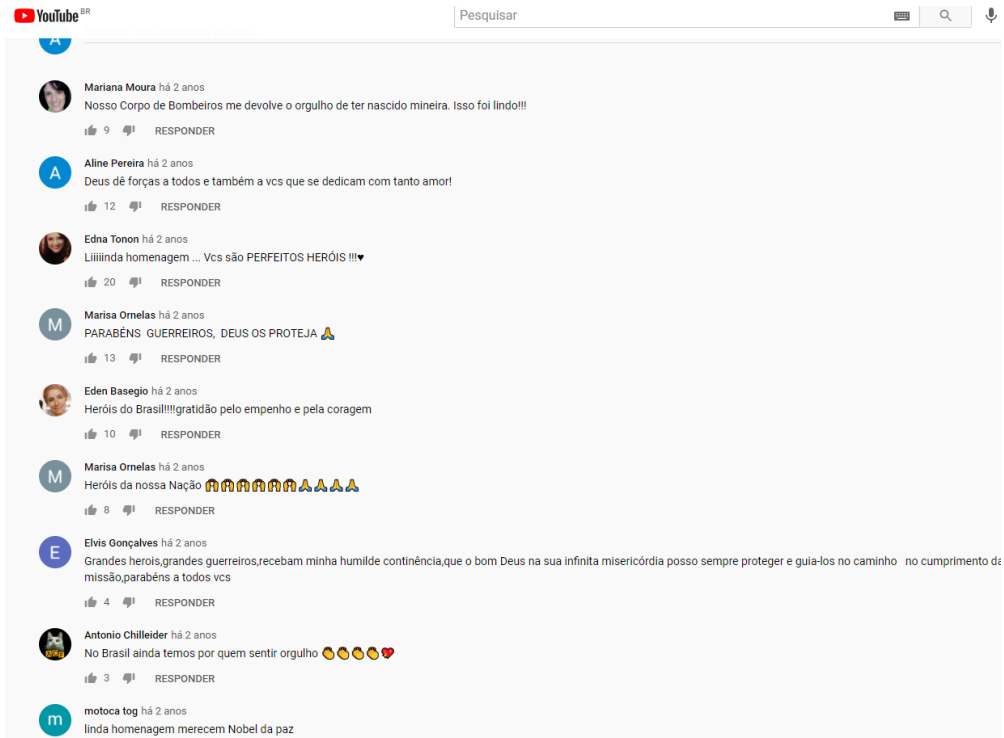 YouTube BR
Pesquisar
A
Mariana Moura há 2 anos
Nosso Corpo de Bombeiros me devolve o orgulho de ter nascido mineira. Isso foi lindo!!!
9 RESPONDER
A
Aline Pereira há 2 anos
Deus dê forças a todos e também a vcs que se dedicam com tanto amor!
12 RESPONDER
Edna Tonon há 2 anos
Liiiiinda homenagem ... Vcs são PERFEITOS HERÓIS !!!♥
20 RESPONDER
M
Marisa Ornelas há 2 anos
PARABÉNS GUERREIROS, DEUS OS PROTEJA 🙏
13 RESPONDER
Eden Basegio há 2 anos
Heróis do Brasil!!!!gratidão pelo empenho e pela coragem
10 RESPONDER
M
Marisa Ornelas há 2 anos
Heróis da nossa Nação 🙌🙌🙌🙌🙌🙌🙏🙏🙏🙏
8 RESPONDER
E
Elvis Gonçalves há 2 anos
Grandes herois,grandes guerreiros,recebam minha humilde continência,que o bom Deus na sua infinita misericórdia posso sempre proteger e guia-los no caminho no cumprimento da
missão,parabéns a todos vcs
4 RESPONDER
Antonio Chilleider há 2 anos
No Brasil ainda temos por quem sentir orgulho 👏👏👏👏💖
3 RESPONDER
m
motoca tog há 2 anos
linda homenagem merecem Nobel da paz